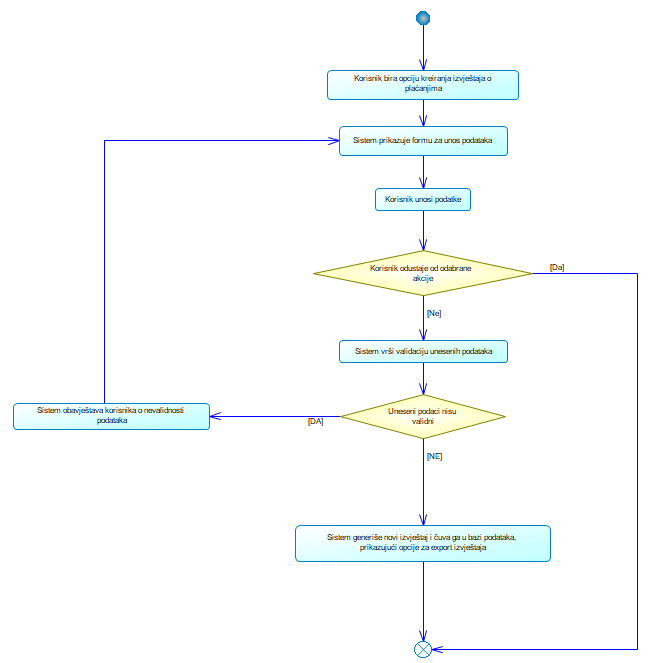 Korisnik bira opciju kreiranja izvještaja o
plaćanjima
Sistem prikazuje formu za unos podataka
Korisnik unosi podatke
Korisnik odustaje od odabrane
akcije
[Da]
[Ne]
Sistem vrši validaciju unesenih podataka
Uneseni podaci nisu
validni
[DA]
Sistem obavještava korisnika o nevalidnosti
podataka
[NE]
Sistem generiše novi izvještaj i čuva ga u bazi podataka,
prikazujući opcije za export izvještaja